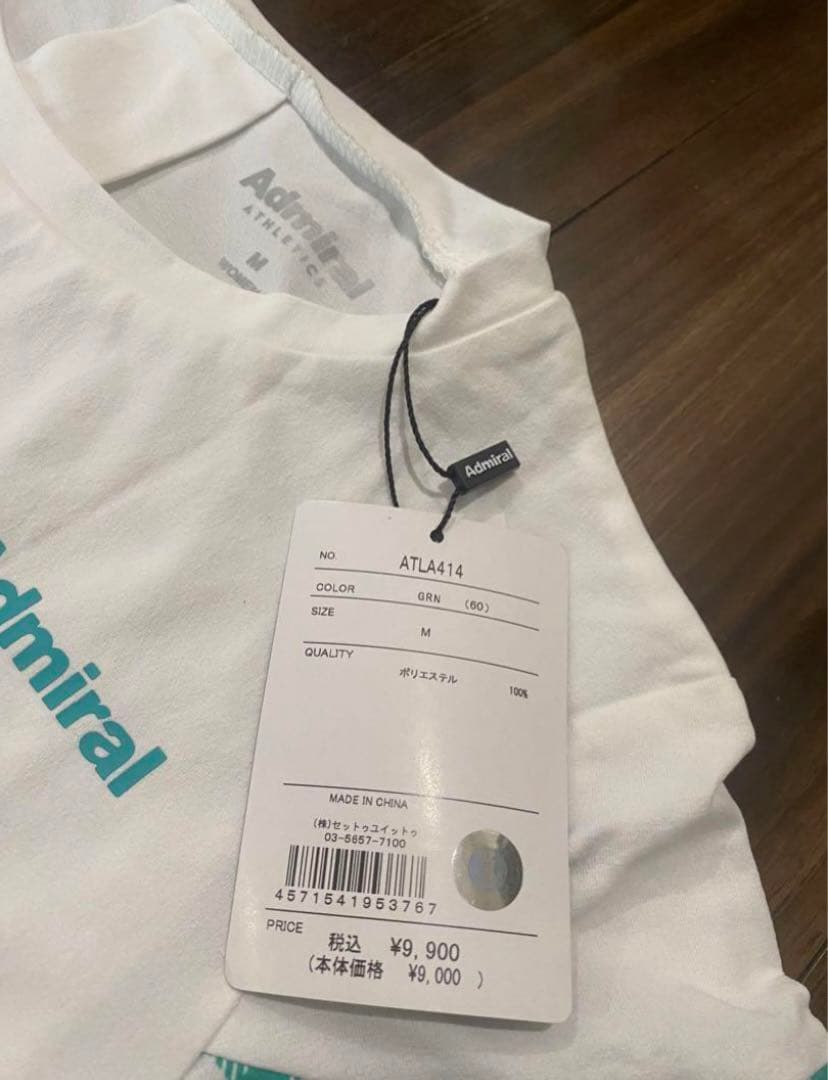 Admiral
ATHLETICS
M
Admiral
Admiral
NO. ATLA414
COLOR GRN (60)
SIZE
M
QUALITY
ポリエステル 100%
MADE IN CHINA
(株)セットゥユイットゥ
03-5657-7100
4571541953767
PRICE
税込 ¥9,900
(本体価格 ¥9,000 )